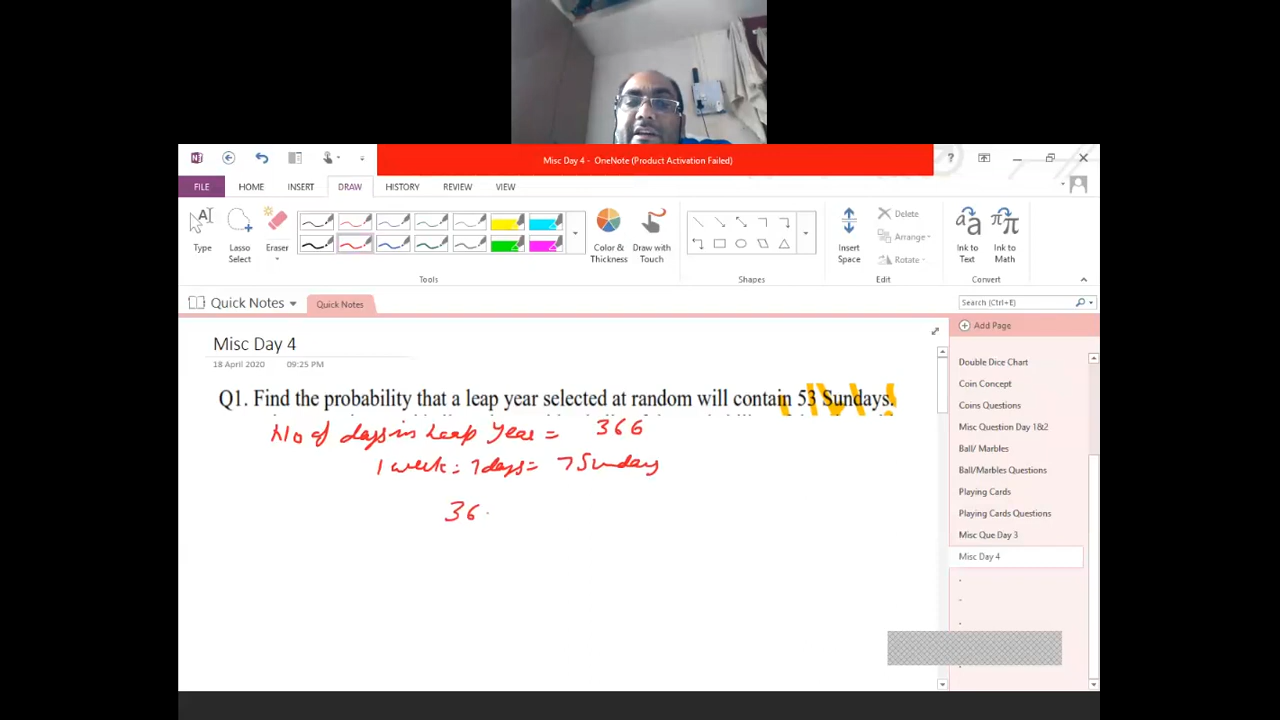 Misc Day 4 - OneNote (Product Activation Failed)
FILE HOME INSERT DRAW HISTORY REVIEW VIEW
Type
Lasso Select
Eraser
Color & Thickness
Draw with Touch
Insert Space
Delete
Arrange
Rotate
Ink to Text
Ink to Math
Tools
Shapes
Edit
Convert
Quick Notes
Quick Notes
Search (Ctrl+E)
Add Page
Misc Day 4
18 April 2020 09:25 PM
Q1. Find the probability that a leap year selected at random will contain 53 Sundays.
No of days in Leap Year = 366
1 week = 7 days = 7 Sunday
36
Double Dice Chart
Coin Concept
Coins Questions
Misc Question Day 1&2
Ball/ Marbles
Ball/Marbles Questions
Playing Cards
Playing Cards Questions
Misc Que Day 3
Misc Day 4